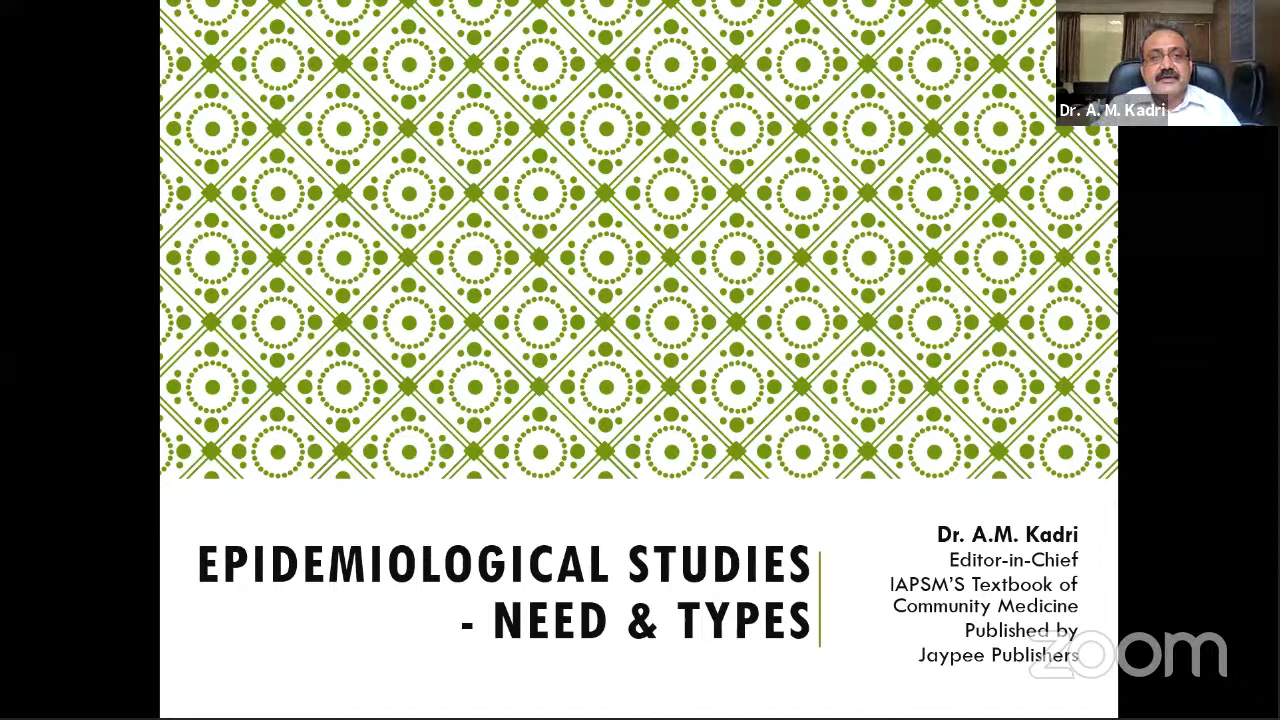 Dr. A. M. Kadri
EPIDEMIOLOGICAL STUDIES
- NEED & TYPES
Dr. A.M. Kadri
Editor-in-Chief
IAPSM'S Textbook of
Community Medicine
Published by
Jaypee Publishers
zoom